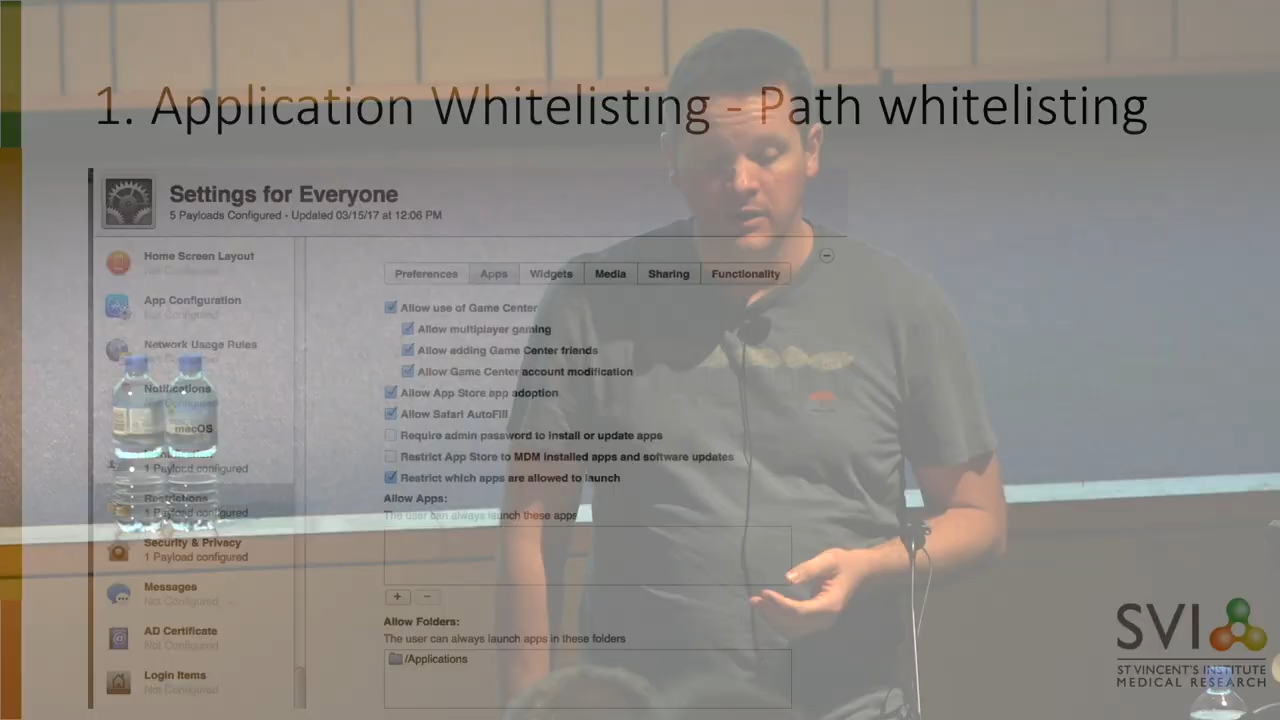 1. Application Whitelisting - Path whitelisting
Settings for Everyone
5 Payloads Configured - Updated 03/15/17 at 12:06 PM
Home Screen Layout
Not Configured
App Configuration
Not Configured
Network Usage Rules
Notifications
Not Configured
macOS
1 Payload configured
Restrictions
1 Payload configured
Security & Privacy
1 Payload configured
Messages
Not Configured
AD Certificate
Not Configured
Login Items
Not Configured
Preferences
Apps
Widgets
Media
Sharing
Functionality
Allow use of Game Center
Allow multiplayer gaming
Allow adding Game Center friends
Allow Game Center account modification
Allow App Store app adoption
Allow Safari AutoFill
Require admin password to install or update apps
Restrict App Store to MDM installed apps and software updates
Restrict which apps are allowed to launch
Allow Apps:
The user can always launch these apps
+
−
Allow Folders:
The user can always launch apps in these folders
/Applications
SVI
ST VINCENT'S INSTITUTE
MEDICAL RESEARCH